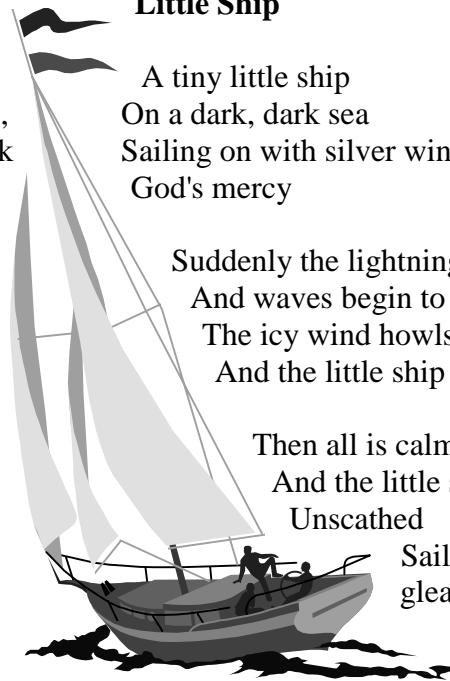 Little Ship
A tiny little ship
On a dark, dark sea
Sailing on with silver
God's mercy
Suddenly the
And waves begin to
The icy wind howls
And the little ship
Then all is calm
And the little
Unscathed